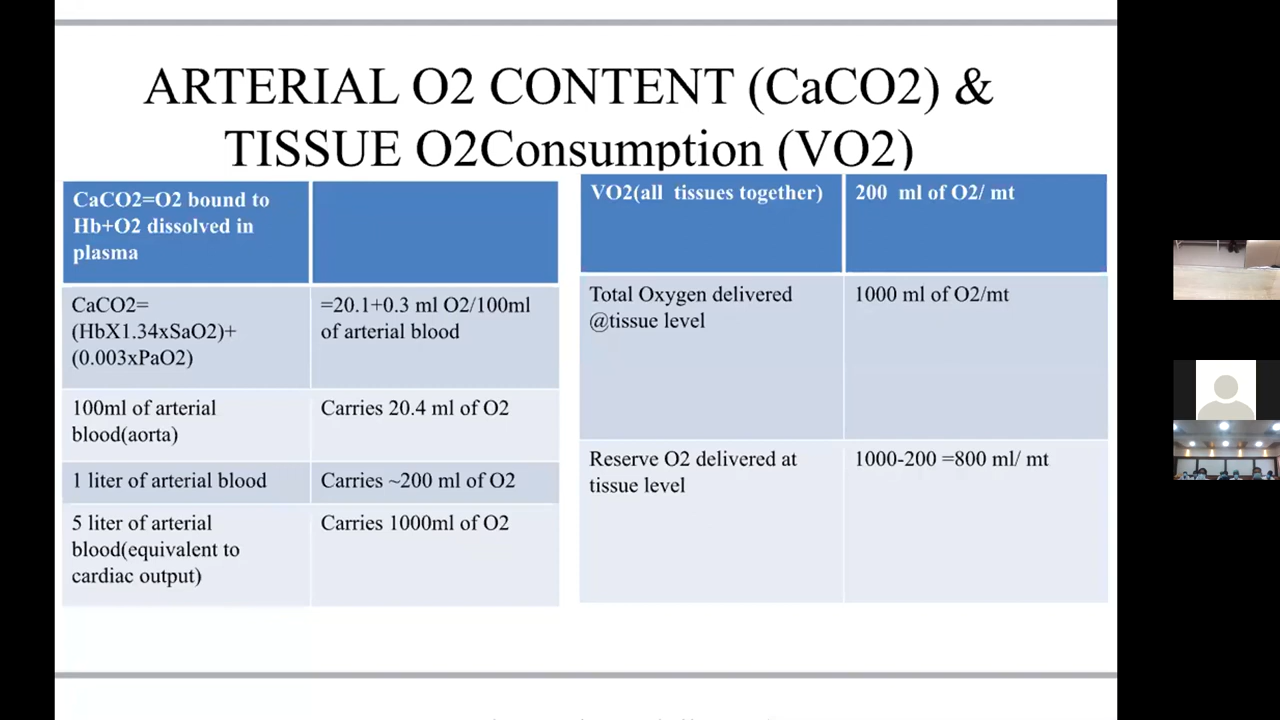 ARTERIAL O2 CONTENT (CaCO2) &
TISSUE O2Consumption (VO2)
CaCO2=O2 bound to
Hb+O2 dissolved in
plasma
CaCO2=
(HbX1.34xSaO2)+
(0.003xPaO2)
=20.1+0.3 ml O2/100ml
of arterial blood
100ml of arterial
blood(aorta)
Carries 20.4 ml of O2
1 liter of arterial blood
Carries ~200 ml of O2
5 liter of arterial
blood(equivalent to
cardiac output)
Carries 1000ml of O2
VO2(all tissues together)
200 ml of O2/ mt
Total Oxygen delivered
@tissue level
1000 ml of O2/mt
Reserve O2 delivered at
tissue level
1000-200 =800 ml/ mt